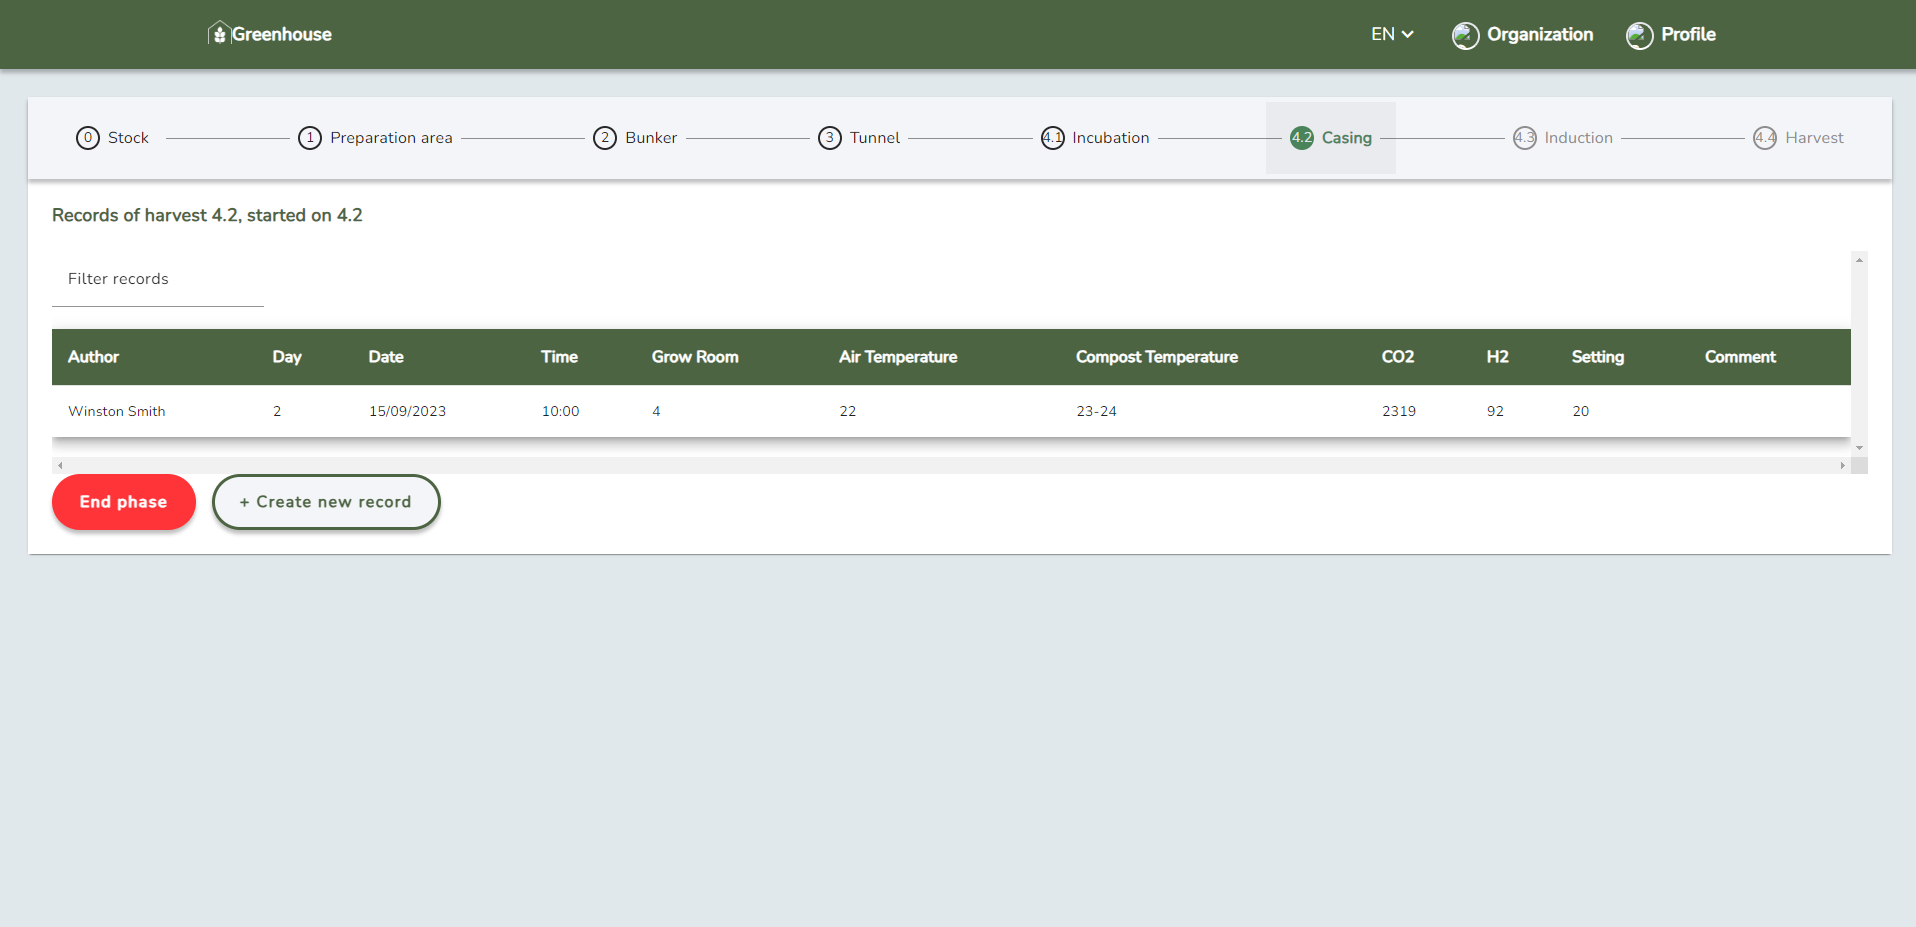 Greenhouse
EN
Organization
Profile
0 Stock
1 Preparation area
2 Bunker
3 Tunnel
4.1 Incubation
4.2 Casing
4.3 Induction
4.4 Harvest
Records of harvest 4.2, started on 4.2
Filter records
Author Day Date Time Grow Room Air Temperature Compost Temperature CO2 H2 Setting Comment
Winston Smith 2 15/09/2023 10:00 4 22 23-24 2319 92 20
End phase
+ Create new record